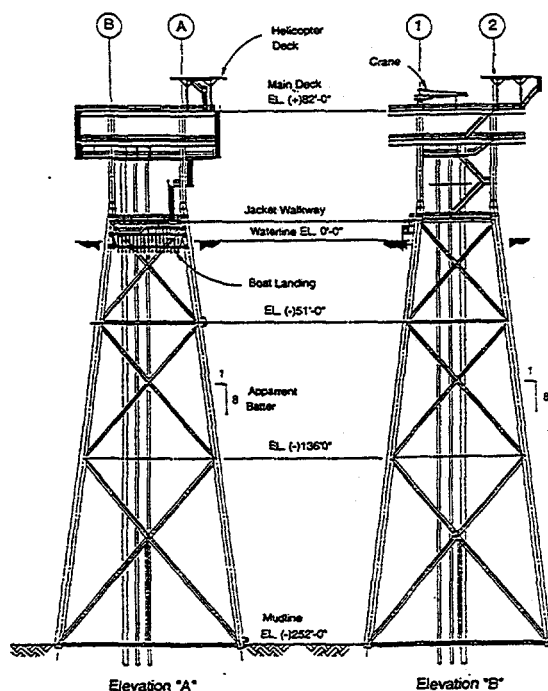 B
A
1
2
Helicopter
Deck
Crane
Main Deck
EL. (+)82'-0"
Jacket Walkway
Waterline EL. 0'-0"
Boat Landing
EL. (-)51'-0"
1
8
Apparrent
Batter
1
8
EL. (-)136'0"
Mudline
EL. (-)252'-0"
Elevation "A"
Elevation "B"